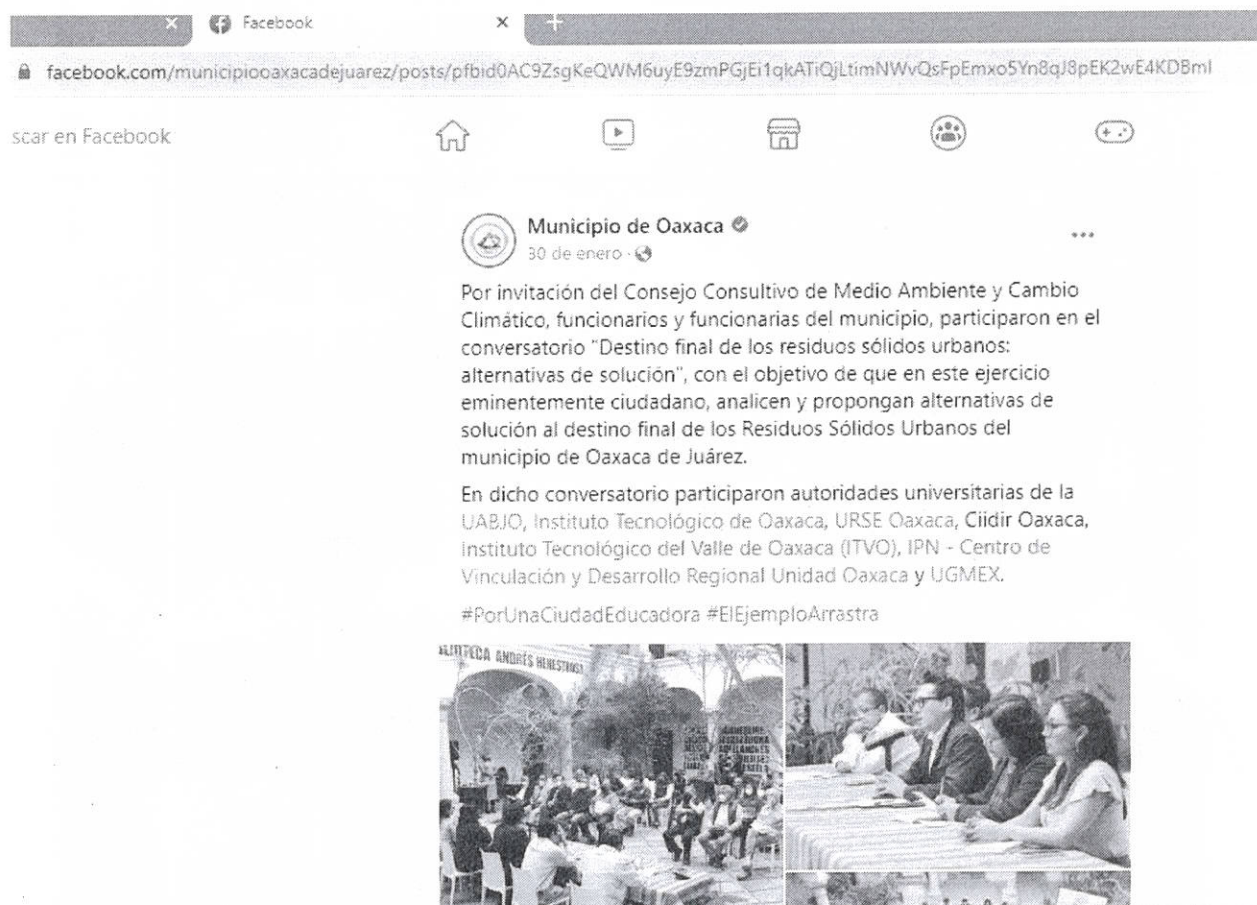 Facebook
facebook.com/municipiooaxacadejuarez/posts/pfbid0AC9ZsgKeQWM6uyE9zmPGjEi1qkATiQjLtimNWvQsFpEmxo5Yn8qJ8pEK2wE4KDBml
scar en Facebook
Municipio de Oaxaca
30 de enero ·
Por invitación del Consejo Consultivo de Medio Ambiente y Cambio
Climático, funcionarios y funcionarias del municipio, participaron en el
conversatorio "Destino final de los residuos sólidos urbanos:
alternativas de solución", con el objetivo de que en este ejercicio
eminentemente ciudadano, analicen y propongan alternativas de
solución al destino final de los Residuos Sólidos Urbanos del
municipio de Oaxaca de Juárez.
En dicho conversatorio participaron autoridades universitarias de la
UABJO, Instituto Tecnológico de Oaxaca, URSE Oaxaca, Ciidir Oaxaca,
Instituto Tecnológico del Valle de Oaxaca (ITVO), IPN - Centro de
Vinculación y Desarrollo Regional Unidad Oaxaca y UGMEX.
#PorUnaCiudadEducadora #ElEjemploArrastra
ANDRÉS HENESTROSA